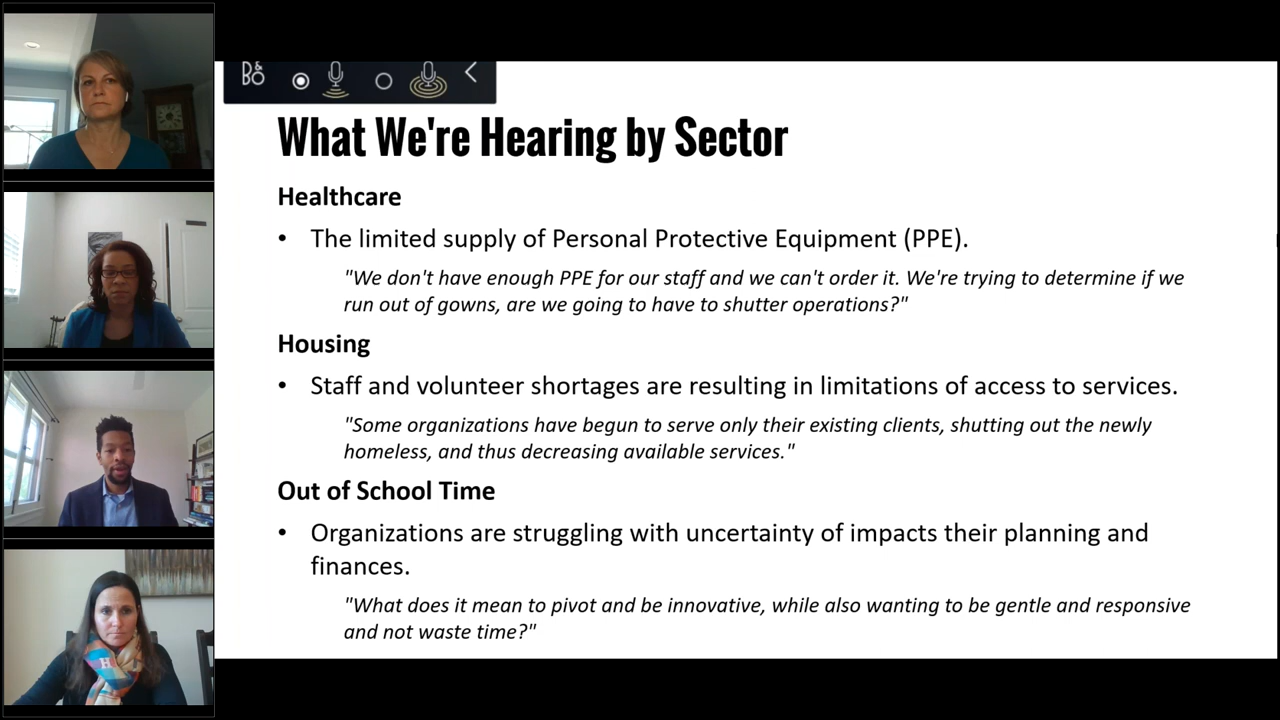 B&
BO
What We're Hearing by Sector
Healthcare
• The limited supply of Personal Protective Equipment (PPE).
"We don't have enough PPE for our staff and we can't order it. We're trying to determine if we
run out of gowns, are we going to have to shutter operations?"
Housing
• Staff and volunteer shortages are resulting in limitations of access to services.
"Some organizations have begun to serve only their existing clients, shutting out the newly
homeless, and thus decreasing available services."
Out of School Time
• Organizations are struggling with uncertainty of impacts their planning and
finances.
"What does it mean to pivot and be innovative, while also wanting to be gentle and responsive
and not waste time?"
H